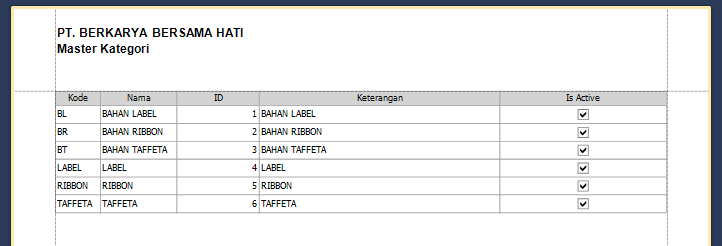 PT. BERKARYA BERSAMA HATI
Master Kategori
Kode Nama ID Keterangan Is Active
BL BAHAN LABEL 1 BAHAN LABEL
BR BAHAN RIBBON 2 BAHAN RIBBON
BT BAHAN TAFFETA 3 BAHAN TAFFETA
LABEL LABEL 4 LABEL
RIBBON RIBBON 5 RIBBON
TAFFETA TAFFETA 6 TAFFETA